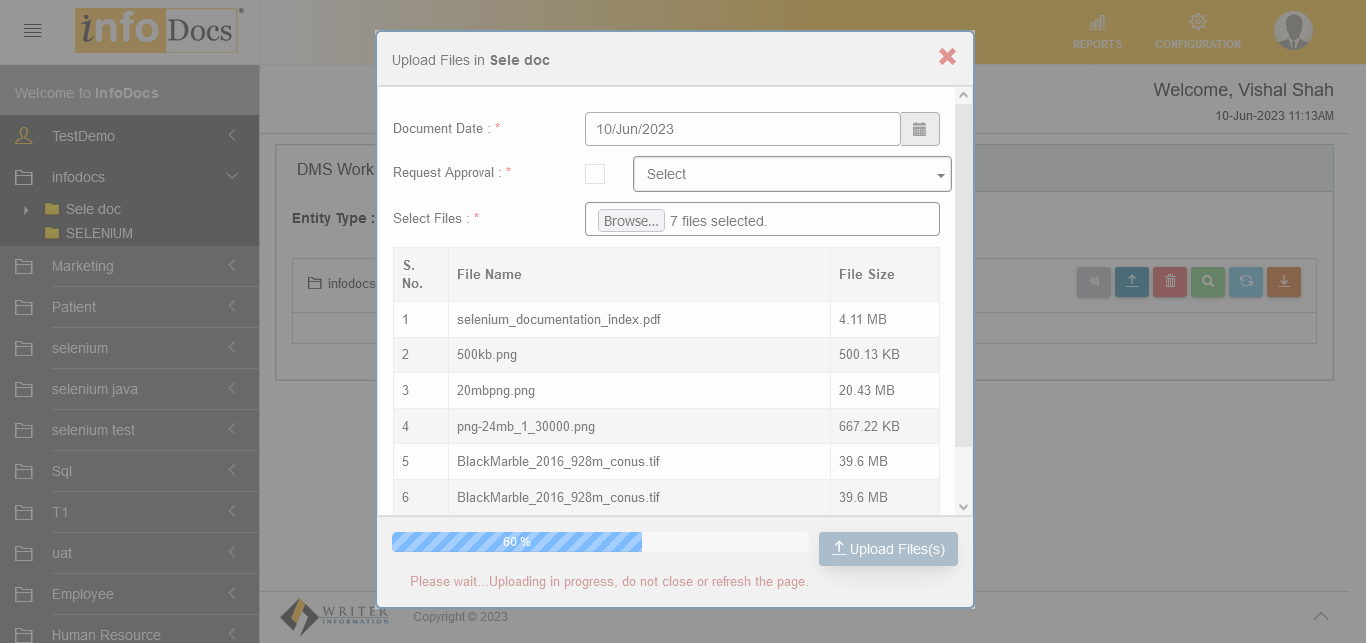 infoDocs®
REPORTS
CONFIGURATION
Upload Files in Sele doc
Welcome to InfoDocs
Welcome, Vishal Shah
10-Jun-2023 11:13AM
TestDemo
infodocs
Sele doc
SELENIUM
Marketing
Patient
selenium
selenium java
selenium test
Sql
T1
uat
Employee
Human Resource
DMS Work
Entity Type :
infodocs
Document Date : *
10/Jun/2023
Request Approval : *
Select
Select Files : *
Browse... 7 files selected.
S. No. File Name File Size
1 selenium_documentation_index.pdf 4.11 MB
2 500kb.png 500.13 KB
3 20mbpng.png 20.43 MB
4 png-24mb_1_30000.png 667.22 KB
5 BlackMarble_2016_928m_conus.tif 39.6 MB
6 BlackMarble_2016_928m_conus.tif 39.6 MB
60 %
Upload Files(s)
Please wait...Uploading in progress, do not close or refresh the page.
WRITER
INFORMATION
Copyright © 2023